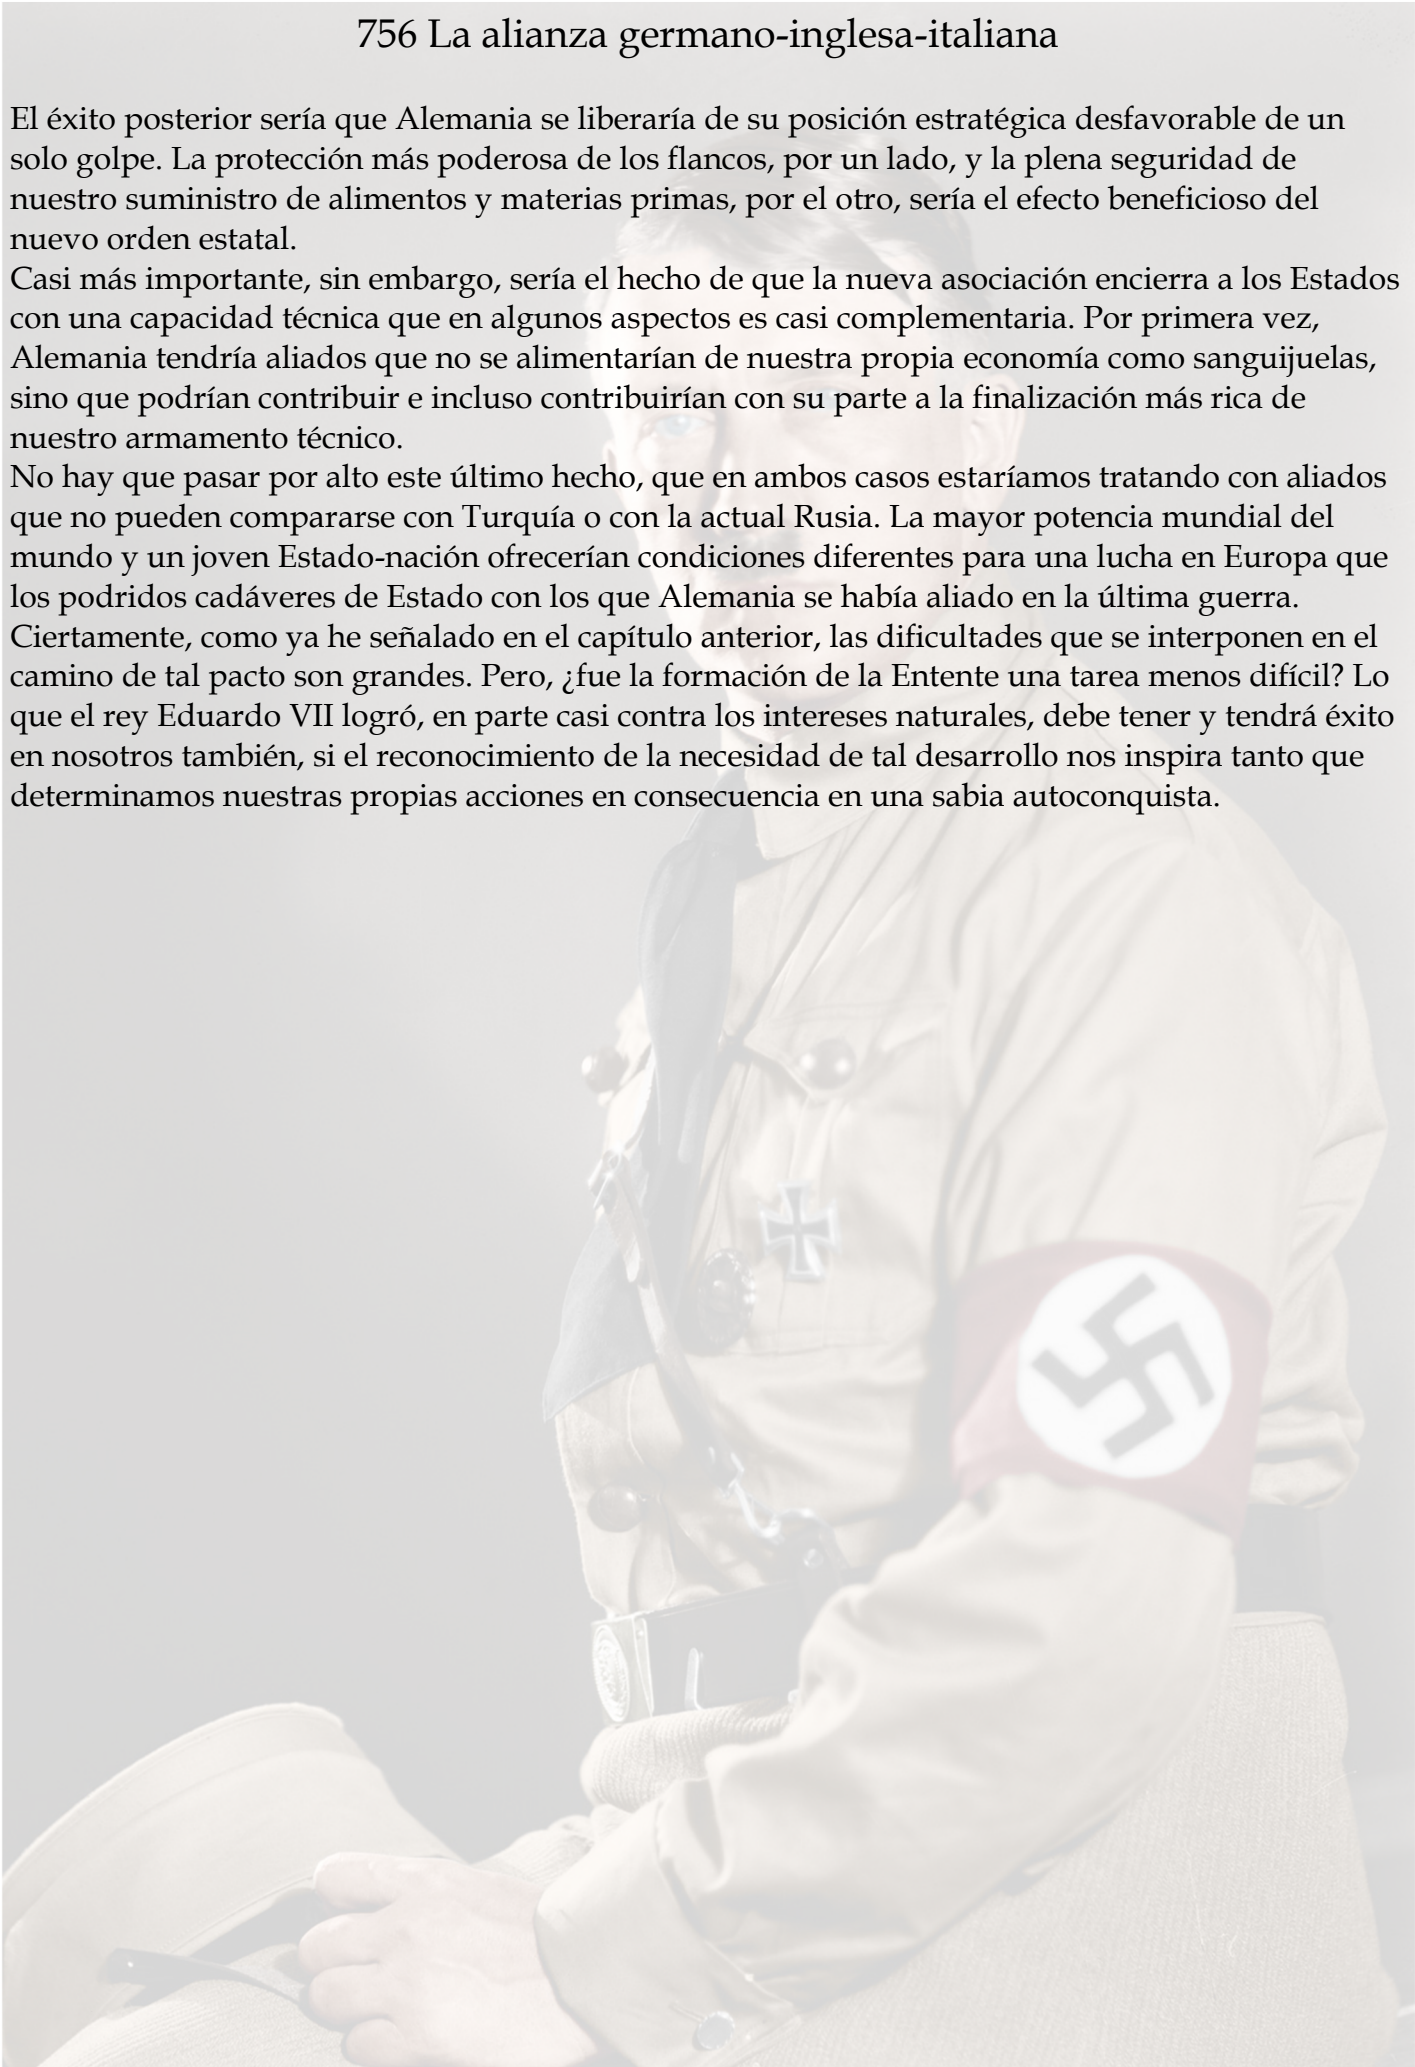 756 La alianza germano-inglesa-italiana
El éxito posterior sería que Alemania se liberaría de su posición estratégica desfavorable de un
solo golpe. La protección más poderosa de los flancos, por un lado, y la plena seguridad de
nuestro suministro de alimentos y materias primas, por el otro, sería el efecto beneficioso del
nuevo orden estatal.
Casi más importante, sin embargo, sería el hecho de que la nueva asociación encierra a los Estados
con una capacidad técnica que en algunos aspectos es casi complementaria. Por primera vez,
Alemania tendría aliados que no se alimentarían de nuestra propia economía como sanguijuelas,
sino que podrían contribuir e incluso contribuirían con su parte a la finalización más rica de
nuestro armamento técnico.
No hay que pasar por alto este último hecho, que en ambos casos estaríamos tratando con aliados
que no pueden compararse con Turquía o con la actual Rusia. La mayor potencia mundial del
mundo y un joven Estado-nación ofrecerían condiciones diferentes para una lucha en Europa que
los podridos cadáveres de Estado con los que Alemania se había aliado en la última guerra.
Ciertamente, como ya he señalado en el capítulo anterior, las dificultades que se interponen en el
camino de tal pacto son grandes. Pero, ¿fue la formación de la Entente una tarea menos difícil? Lo
que el rey Eduardo VII logró, en parte casi contra los intereses naturales, debe tener y tendrá éxito
en nosotros también, si el reconocimiento de la necesidad de tal desarrollo nos inspira tanto que
determinamos nuestras propias acciones en consecuencia en una sabia autoconquista.